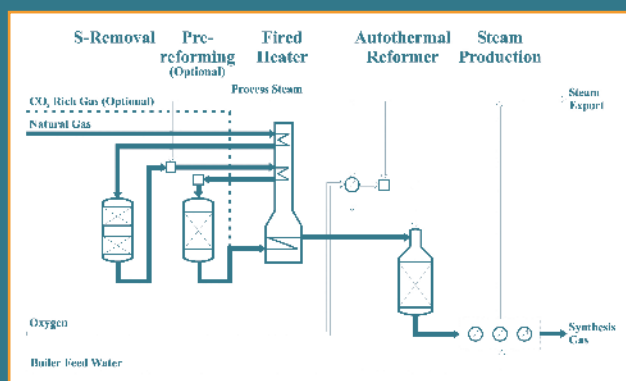 S-Removal
Pre-
reforming
(Optional)
Fired
Heater
Autothermal
Reformer
Steam
Production
Process Steam
CO₂ Rich Gas (Optional)
Natural Gas
Steam
Export
Oxygen
Synthesis
Gas
Boiler Feed Water